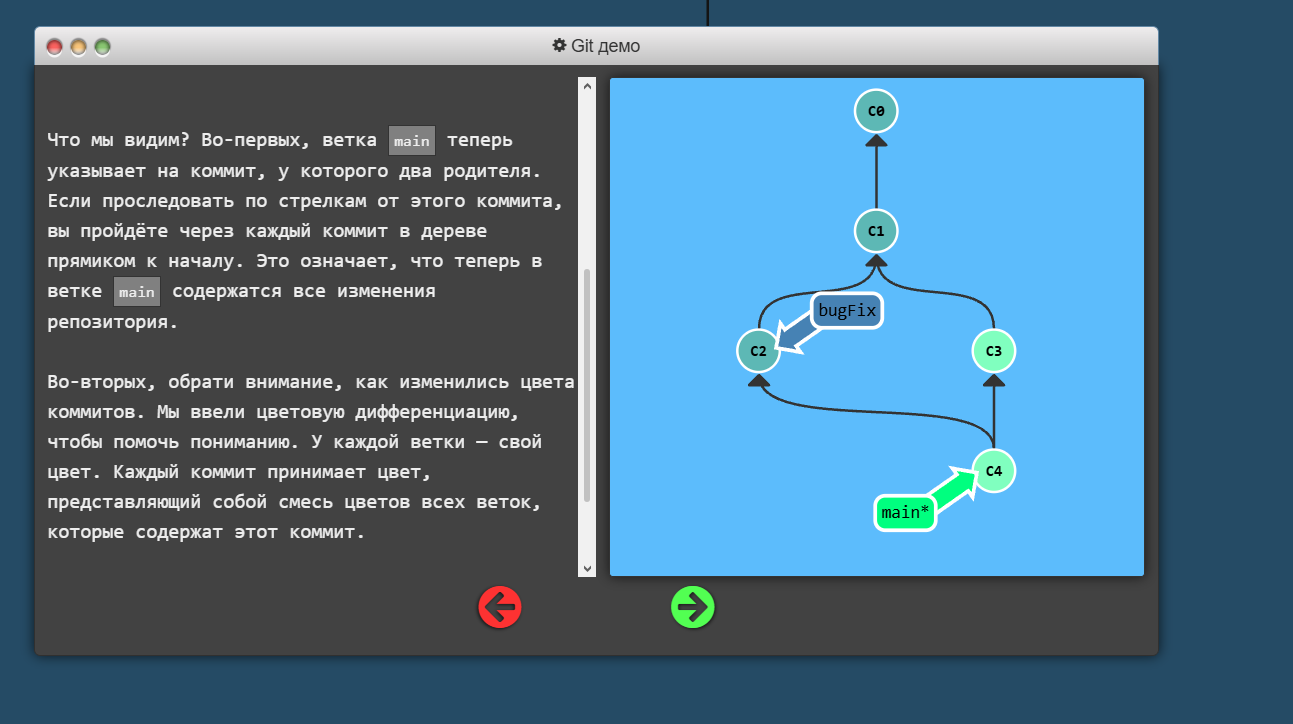 Git демо
Что мы видим? Во-первых, ветка main теперь
указывает на коммит, у которого два родителя.
Если проследовать по стрелкам от этого коммита,
вы пройдёте через каждый коммит в дереве
прямиком к началу. Это означает, что теперь в
ветке main содержатся все изменения
репозитория.
Во-вторых, обрати внимание, как изменились цвета
коммитов. Мы ввели цветовую дифференциацию,
чтобы помочь пониманию. У каждой ветки — свой
цвет. Каждый коммит принимает цвет,
представляющий собой смесь цветов всех веток,
которые содержат этот коммит.
C0
C1
bugFix
C2
C3
C4
main*